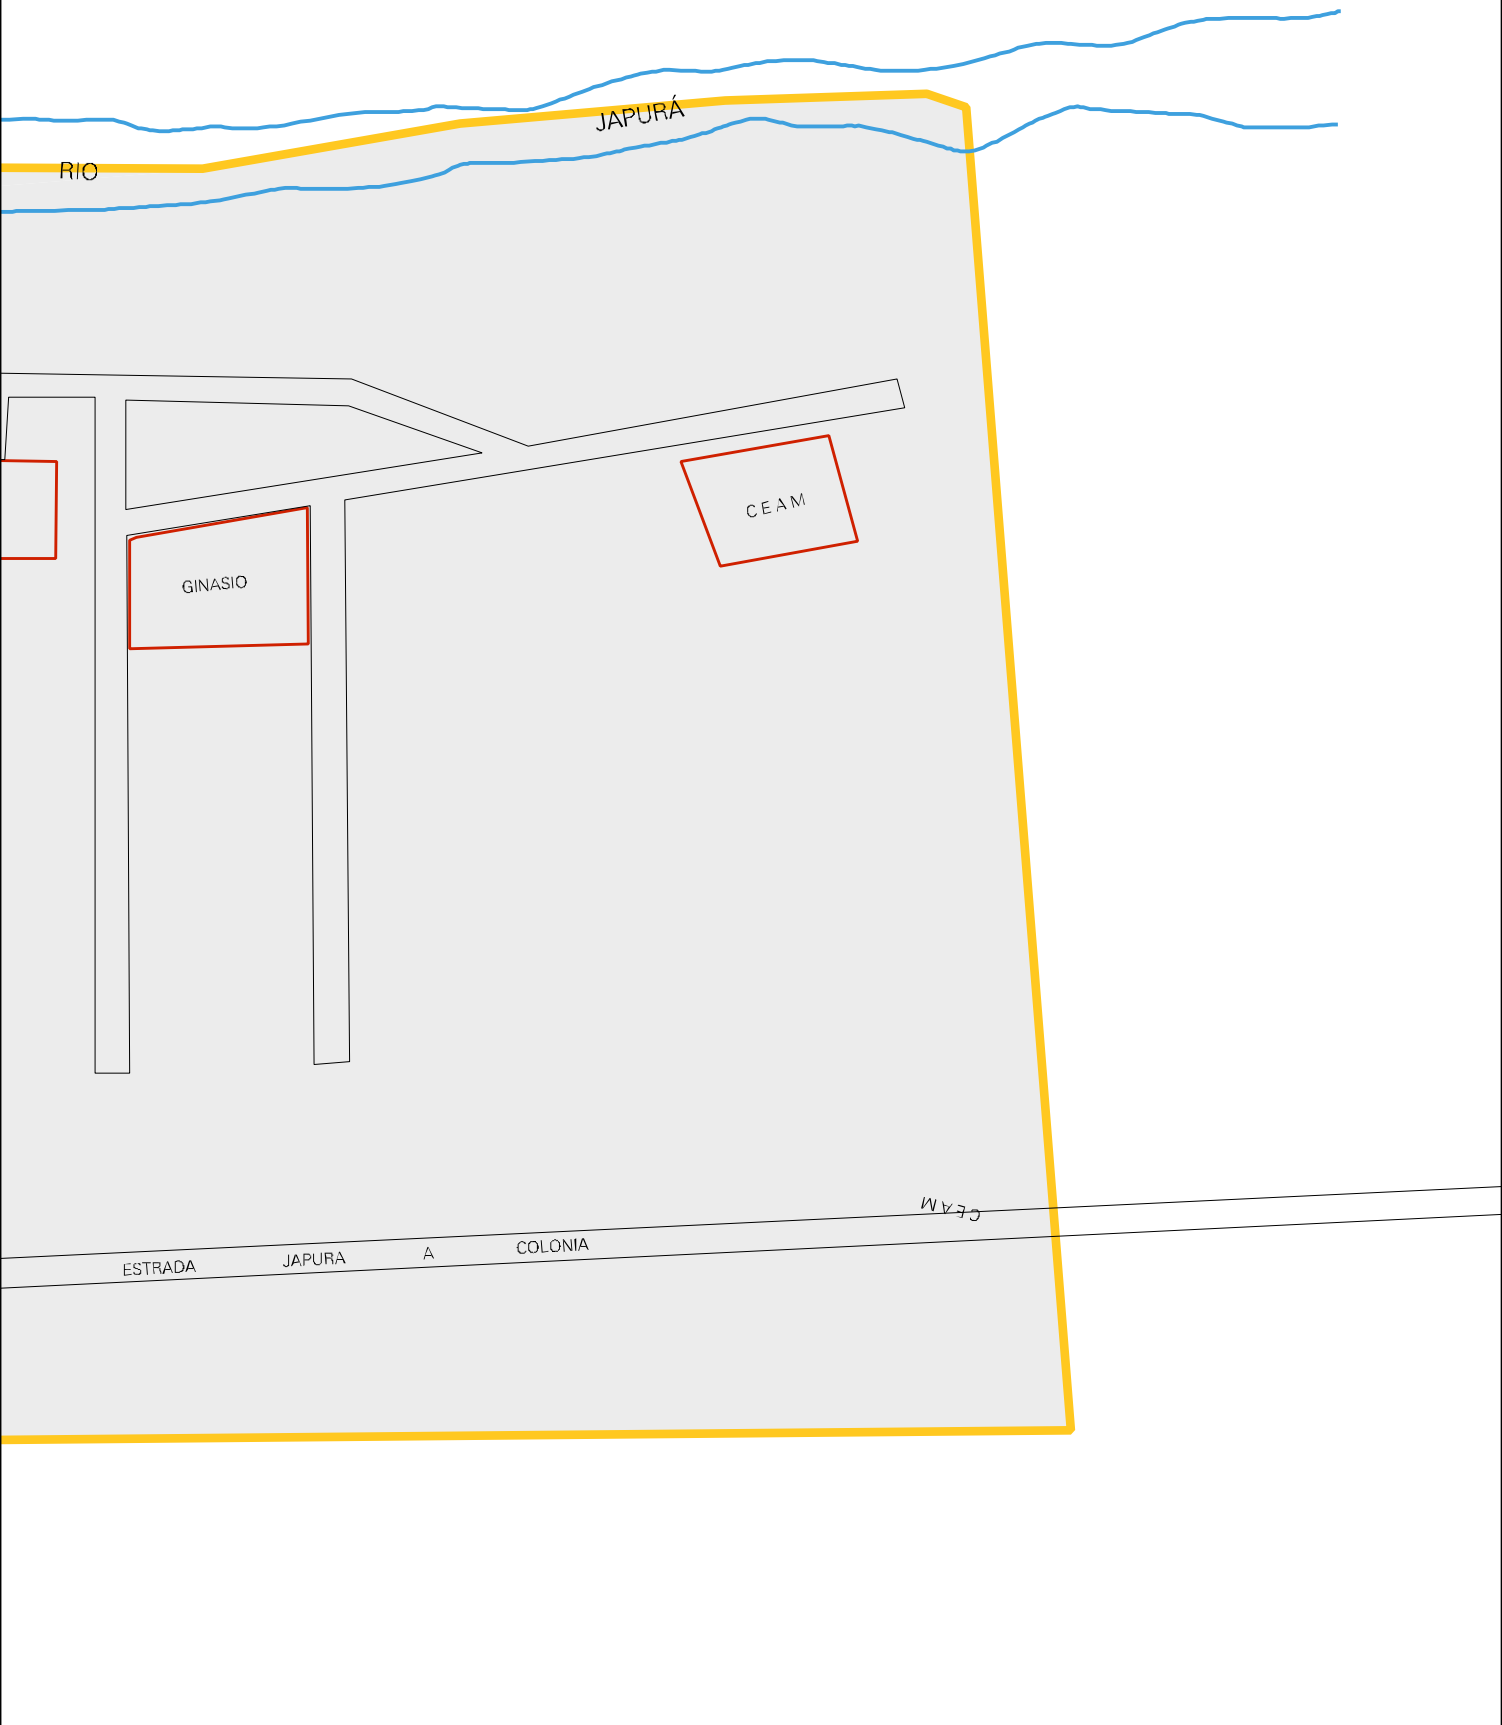 JAPURÁ
RIO
CEAM
GINASIO
CEAM
ESTRADA JAPURA A COLONIA